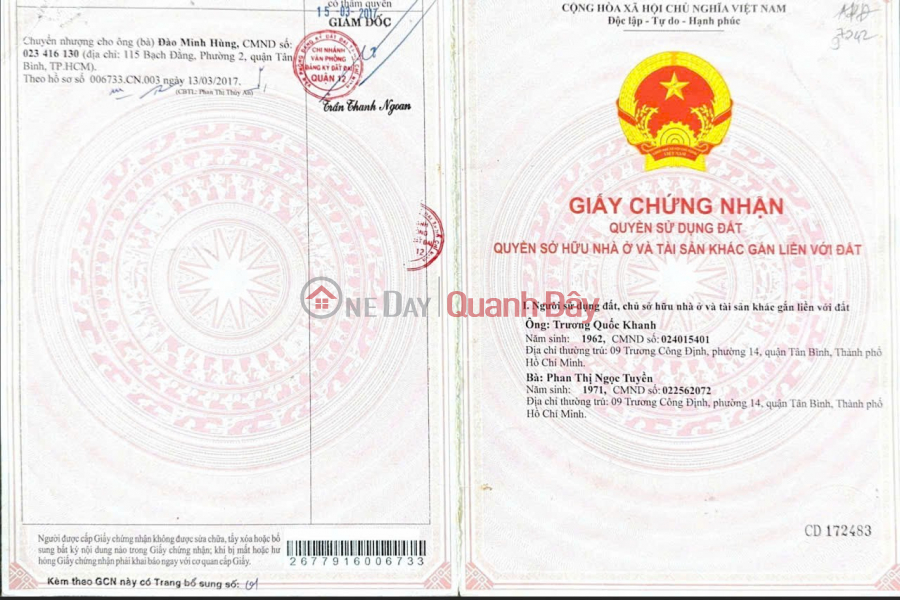 có thẩm quyền
15 -03- 2017
GIÁM ĐỐC
Chuyển nhượng cho ông (bà) Đào Minh Hùng, CMND số:
023 416 130 (địa chỉ: 115 Bạch Đằng, Phường 2, quận Tân
Bình, TP.HCM).
Theo hồ sơ số 006733.CN.003 ngày 13/03/2017.
(CBTL: Phan Thị Thúy An)
CHI NHÁNH
VĂN PHÒNG
ĐĂNG KÝ ĐẤT ĐAI
QUẬN 12
Trần Thanh Ngoan
Người được cấp Giấy chứng nhận không được sửa chữa, tẩy xóa hoặc bổ
sung bất kỳ nội dung nào trong Giấy chứng nhận; khi bị mất hoặc hư
hỏng Giấy chứng nhận phải khai báo ngay với cơ quan cấp Giấy.
2677916006733
Kèm theo GCN này có Trang bổ sung số: 01
CỘNG HÒA XÃ HỘI CHỦ NGHĨA VIỆT NAM
Độc lập - Tự do - Hạnh phúc
GIẤY CHỨNG NHẬN
QUYỀN SỬ DỤNG ĐẤT
QUYỀN SỞ HỮU NHÀ Ở VÀ TÀI SẢN KHÁC GẮN LIỀN VỚI ĐẤT
ONE DAY Quanh Bây
I. Người sử dụng đất, chủ sở hữu nhà ở và tài sản khác gắn liền với đất
Ông: Trương Quốc Khanh
Năm sinh: 1962, CMND số: 024015401
Địa chỉ thường trú: 09 Trương Công Định, phường 14, quận Tân Bình, Thành phố
Hồ Chí Minh.
Bà: Phan Thị Ngọc Tuyền
Năm sinh: 1971, CMND số: 022562072
Địa chỉ thường trú: 09 Trương Công Định, phường 14, quận Tân Bình, Thành phố
Hồ Chí Minh.
CD 172483